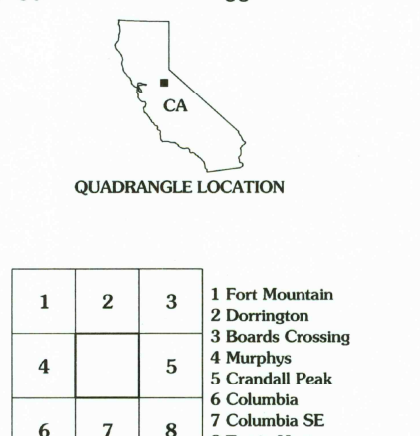 CA
QUADRANGLE LOCATION
1 2 3
4 5
6 7 8
1 Fort Mountain
2 Dorrington
3 Boards Crossing
4 Murphys
5 Crandall Peak
6 Columbia
7 Columbia SE